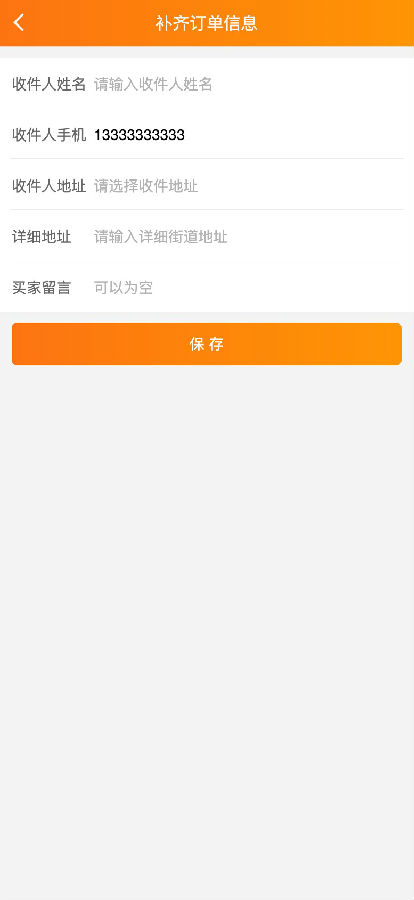 补齐订单信息
收件人姓名 请输入收件人姓名
收件人手机 13333333333
收件人地址 请选择收件地址
详细地址 请输入详细街道地址
买家留言 可以为空
保 存